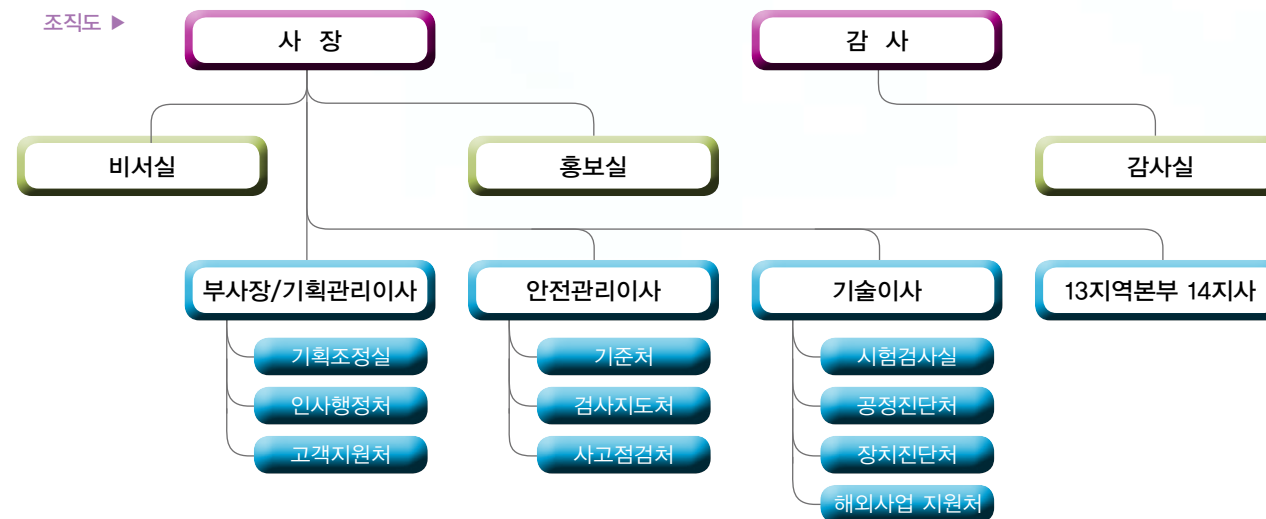 조직도 ▶
사 장
감 사
비서실
홍보실
감사실
부사장/기획관리이사
안전관리이사
기술이사
13지역본부 14지사
기획조정실
기준처
시험검사실
인사행정처
검사지도처
공정진단처
고객지원처
사고점검처
장치진단처
해외사업 지원처